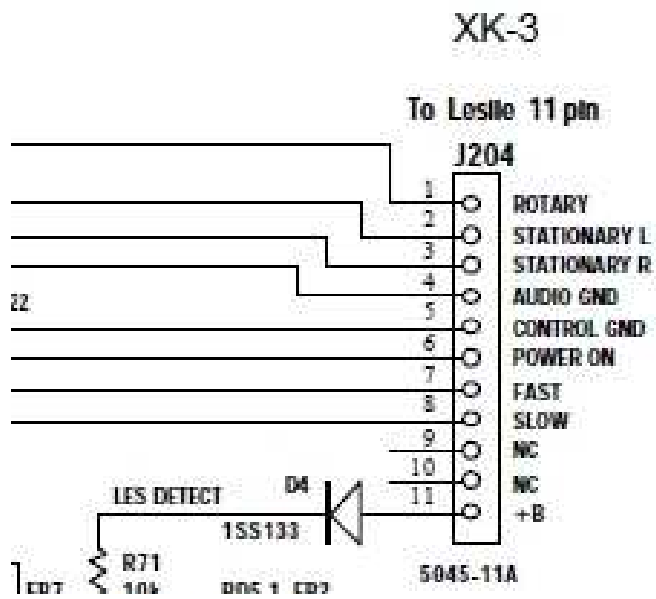 XK-3
To Leslie 11 pin
J204
1 ROTARY
2 STATIONARY L
3 STATIONARY R
4 AUDIO GND
22
5 CONTROL GND
6 POWER ON
7 FAST
8 SLOW
9 NC
10 NC
11 +B
LES DETECT
D4
1SS133
R71
10k
5045-11A